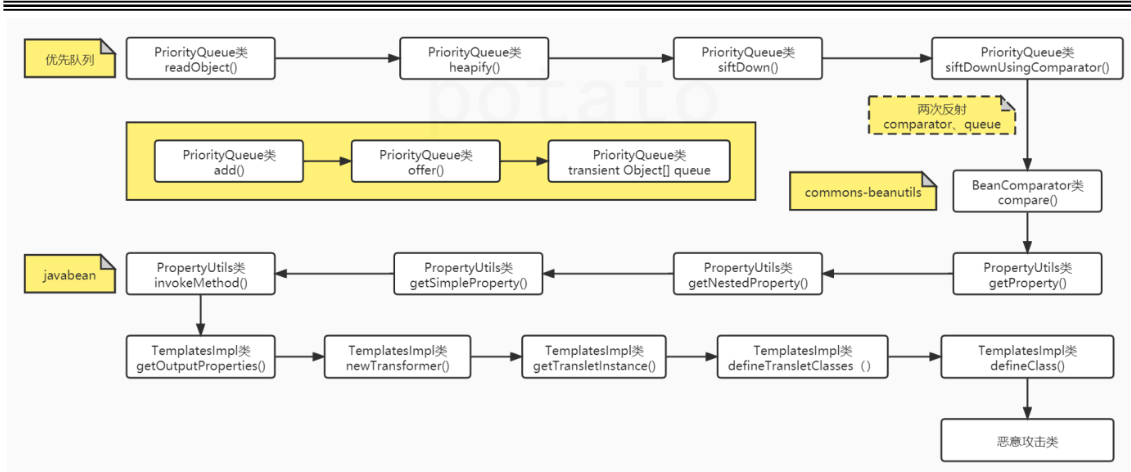 优先队列
PriorityQueue类
readObject()
PriorityQueue类
heapify()
PriorityQueue类
siftDown()
PriorityQueue类
siftDownUsingComparator()
potato
两次反射
comparator、queue
PriorityQueue类
add()
PriorityQueue类
offer()
PriorityQueue类
transient Object[] queue
commons-beanutils
BeanComparator类
compare()
javabean
PropertyUtils类
invokeMethod()
PropertyUtils类
getSimpleProperty()
PropertyUtils类
getNestedProperty()
PropertyUtils类
getProperty()
TemplatesImpl类
getOutputProperties()
TemplatesImpl类
newTransformer()
TemplatesImpl类
getTransletInstance()
TemplatesImpl类
defineTransletClasses（）
TemplatesImpl类
defineClass()
恶意攻击类